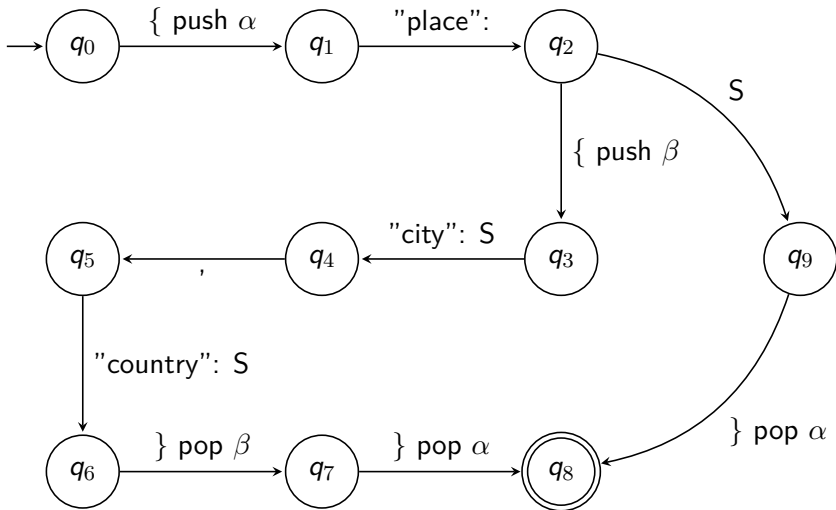 q0 { push α q1 "place": q2
S
{ push β
q5 , q4 "city": S q3 q9
"country": S
} pop α
q6 } pop β q7 } pop α q8